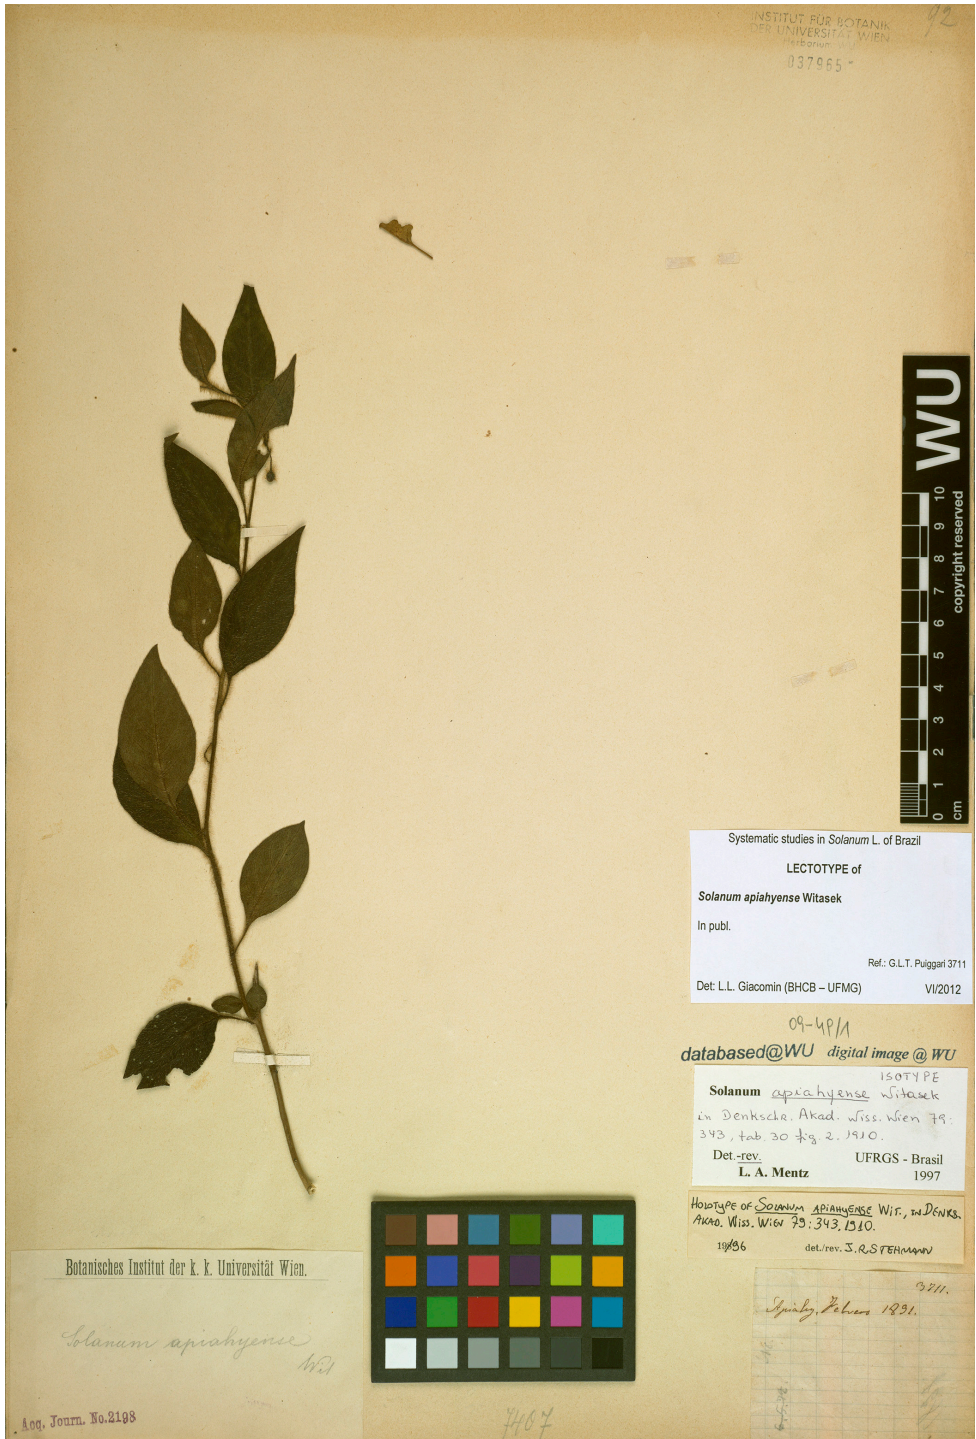 92
INSTITUT FÜR BOTANIK
DER UNIVERSITÄT WIEN
Herbarium WU
037965
WU
copyright reserved
0 1 2 3 4 5 6 7 8 9 10
cm
Systematic studies in Solanum L. of Brazil
LECTOTYPE of
Solanum apiahyense Witasek
In publ.
Ref.: G.L.T. Puiggari 3711
Det: L.L. Giacomin (BHCB – UFMG) VI/2012
09-4P/1
databased@WU digital image @ WU
ISOTYPE
Solanum apiahyense Witasek
in Denkschr. Akad. Wiss. Wien 79:
343, tab. 30 fig. 2. 1910.
Det.-rev. UFRGS - Brasil
L. A. Mentz 1997
HOLOTYPE OF SOLANUM APIAHYENSE WIT., IN DENKS.
AKAD. WISS. WIEN 79: 343. 1910.
1996 det./rev. J.R. STEHMANN
3711.
Apiahy, Febrero 1891.
Botanisches Institut der k. k. Universität Wien.
Solanum apiahyense
Wit
Acq. Journ. No. 2198
7407